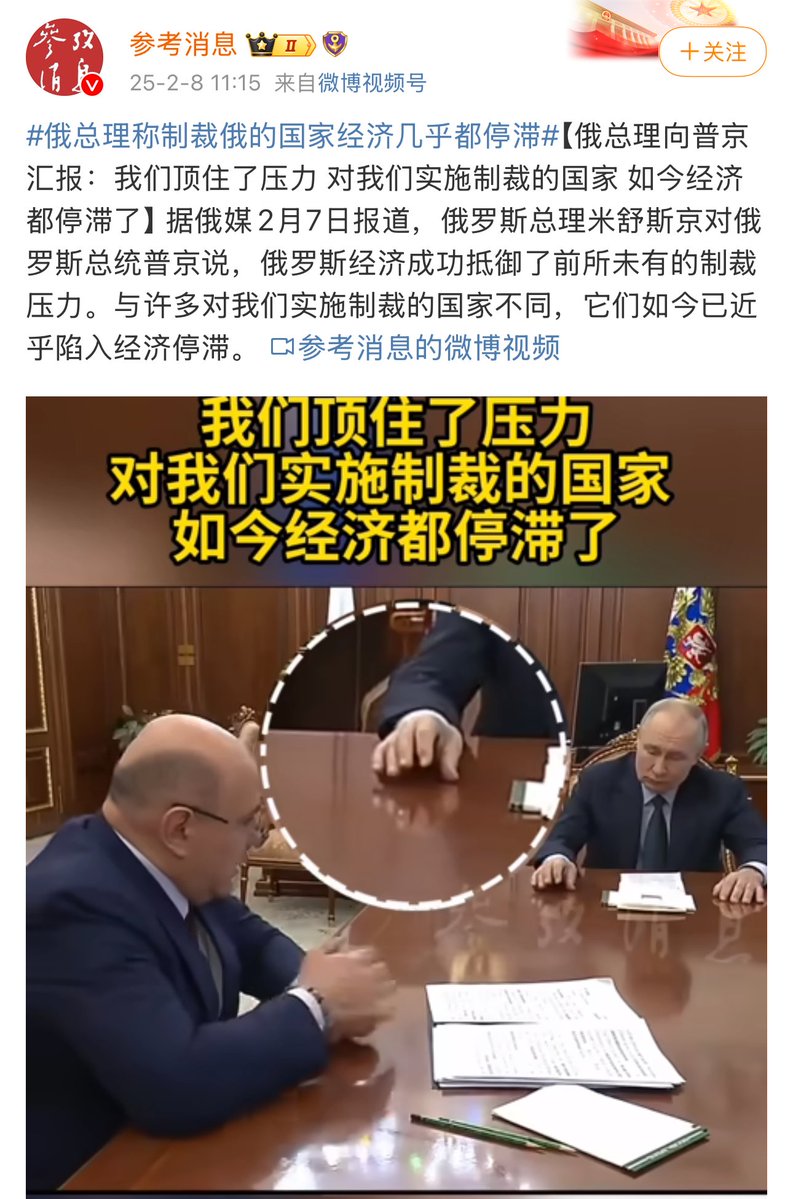 参考消息
25-2-8 11:15 来自微博视频号
+关注
#俄总理称制裁俄的国家经济几乎都停滞#【俄总理向普京
汇报：我们顶住了压力 对我们实施制裁的国家 如今经济
都停滞了】据俄媒2月7日报道，俄罗斯总理米舒斯京对俄
罗斯总统普京说，俄罗斯经济成功抵御了前所未有的制裁
压力。与许多对我们实施制裁的国家不同，它们如今已近
乎陷入经济停滞。 参考消息的微博视频
我们顶住了压力
对我们实施制裁的国家
如今经济都停滞了
參攷消息